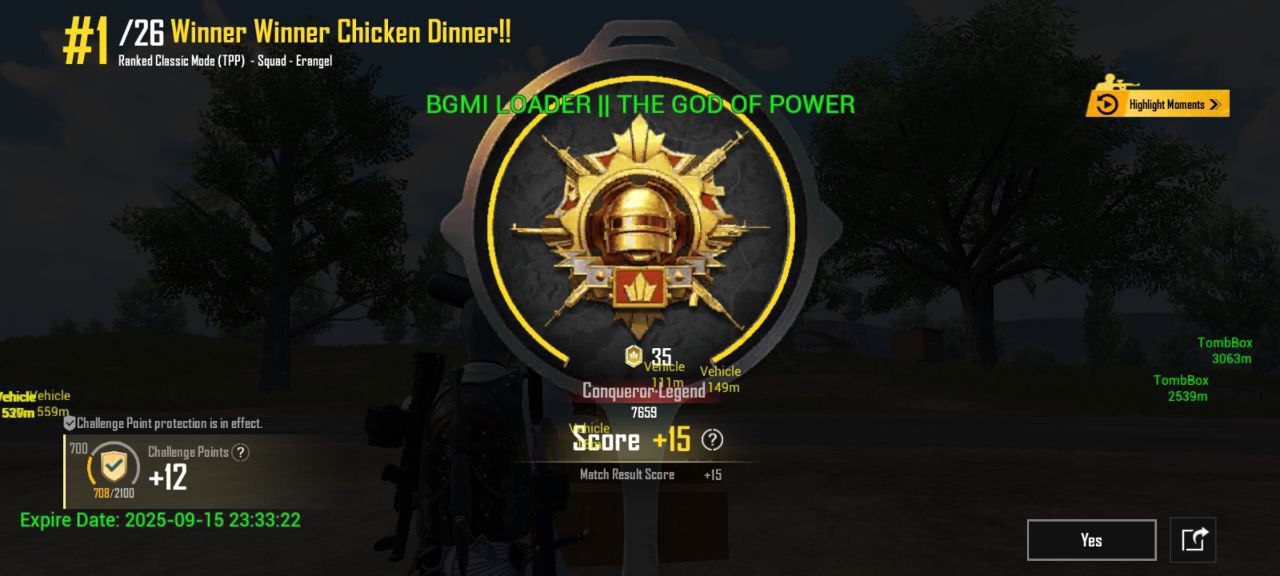 #1 /26 Winner Winner Chicken Dinner!!
Ranked Classic Mode (TPP) - Squad - Erangel
BGMI LOADER || THE GOD OF POWER
Highlight Moments
TombBox
3063m
TombBox
2539m
35
Vehicle
111m
Vehicle
149m
Conqueror·Legend
7659
Vehicle
Vehicle
559m
Vehicle
Challenge Point protection is in effect.
700
708/2100
Challenge Points ?
+12
Score +15 ?
Match Result Score +15
Expire Date: 2025-09-15 23:33:22
Yes